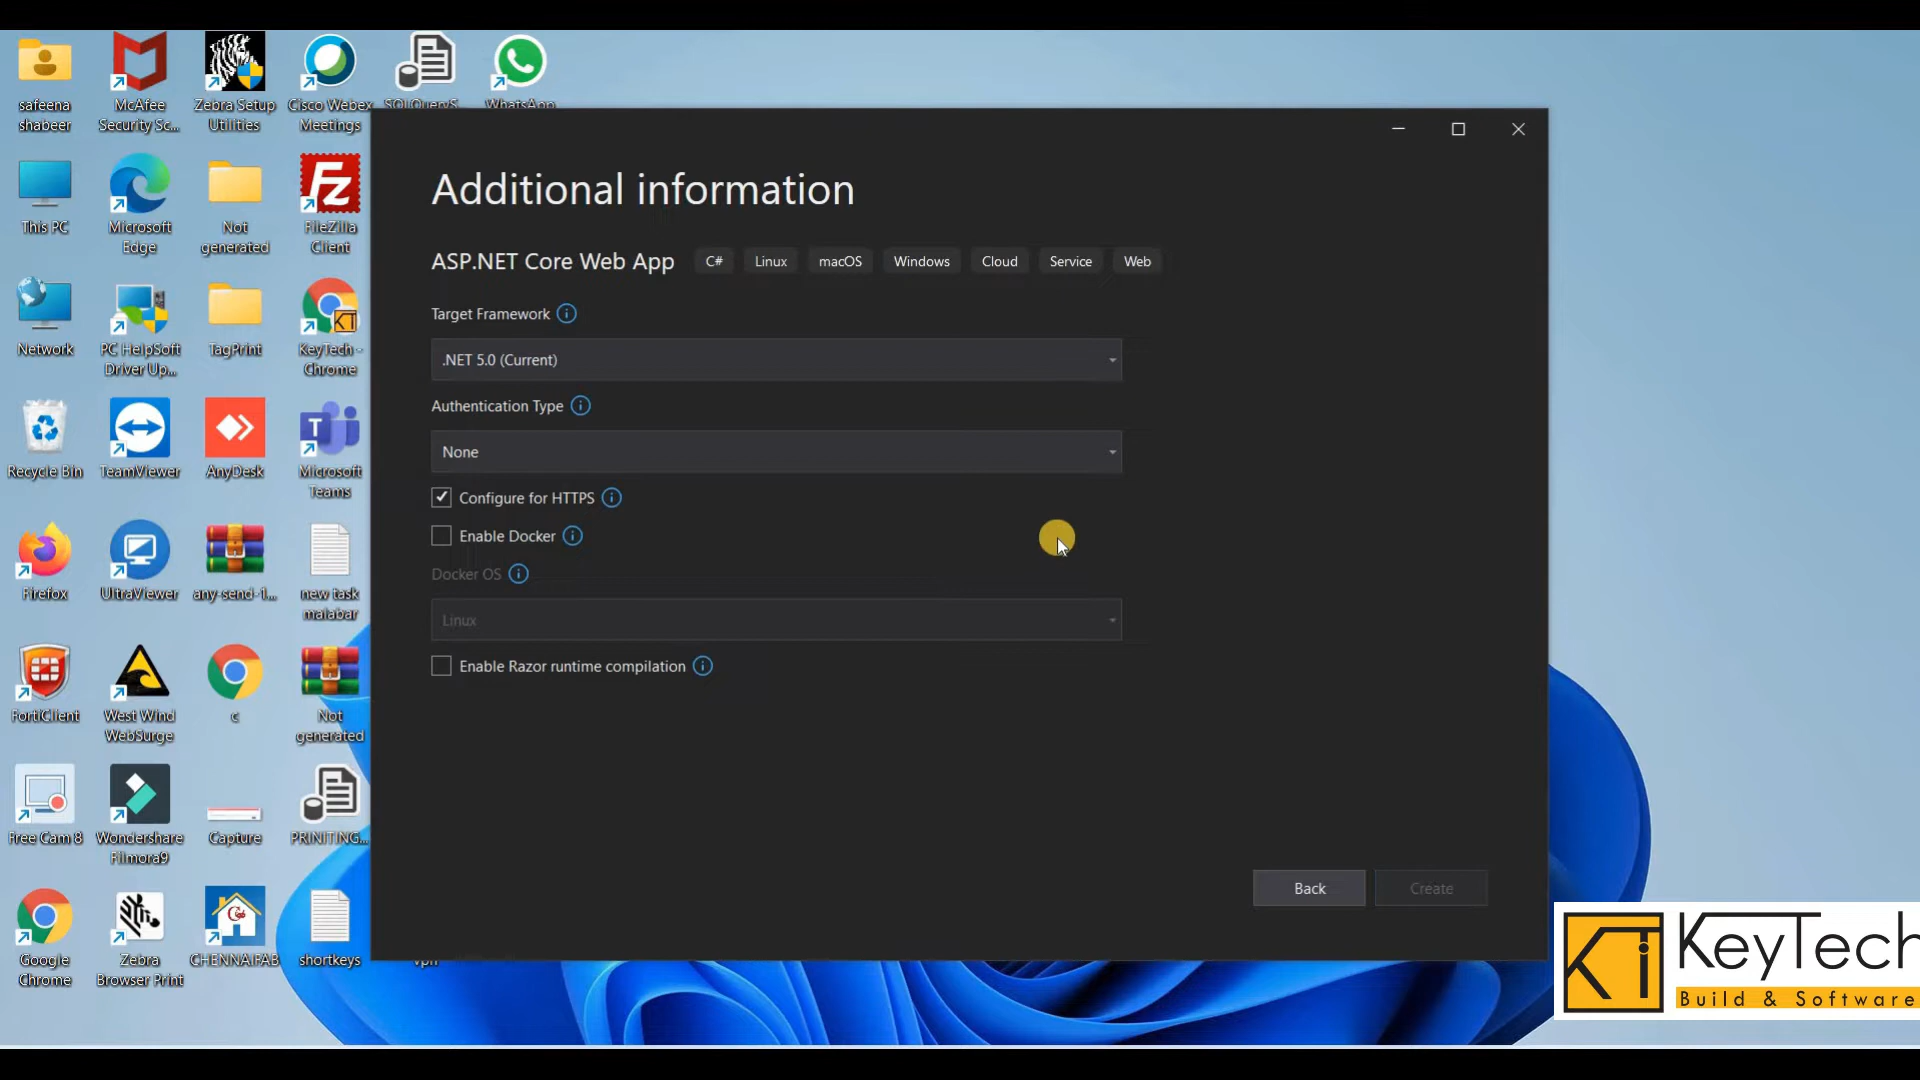 safeena
shabeer
McAfee
Security Sc...
Zebra Setup
Utilities
Cisco Webex
Meetings
SQLQueryS...
WhatsApp
This PC
Microsoft
Edge
Not
generated
FileZilla
Client
Network
PC HelpSoft
Driver Up...
TagPrint
KeyTech -
Chrome
Recycle Bin
TeamViewer
AnyDesk
Microsoft
Teams
Firefox
UltraViewer
any-send-1...
new task
malabar
FortiClient
West Wind
WebSurge
c
Not
generated
Free Cam 8
Wondershare
Filmora9
Capture
PRINITING...
Google
Chrome
Zebra
Browser Print
CHENNAIFAB
shortkeys
vpn
Additional information
ASP.NET Core Web App
C#
Linux
macOS
Windows
Cloud
Service
Web
Target Framework
.NET 5.0 (Current)
Authentication Type
None
Configure for HTTPS
Enable Docker
Docker OS
Linux
Enable Razor runtime compilation
Back
Create
KeyTech
Build & Software